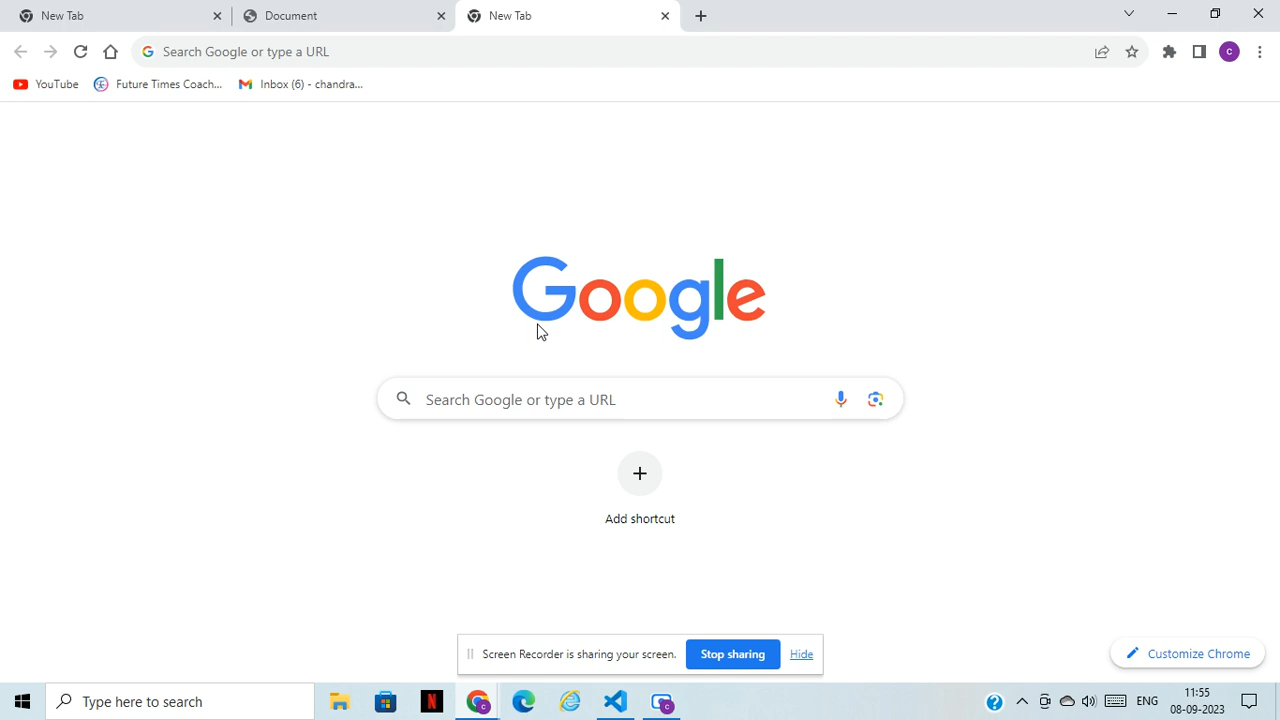 New Tab
Document
New Tab
Search Google or type a URL
C
YouTube
Future Times Coach...
Inbox (6) - chandra...
Google
Search Google or type a URL
Add shortcut
Screen Recorder is sharing your screen.
Stop sharing
Hide
Customize Chrome
Type here to search
N
C
C
ENG
11:55
08-09-2023